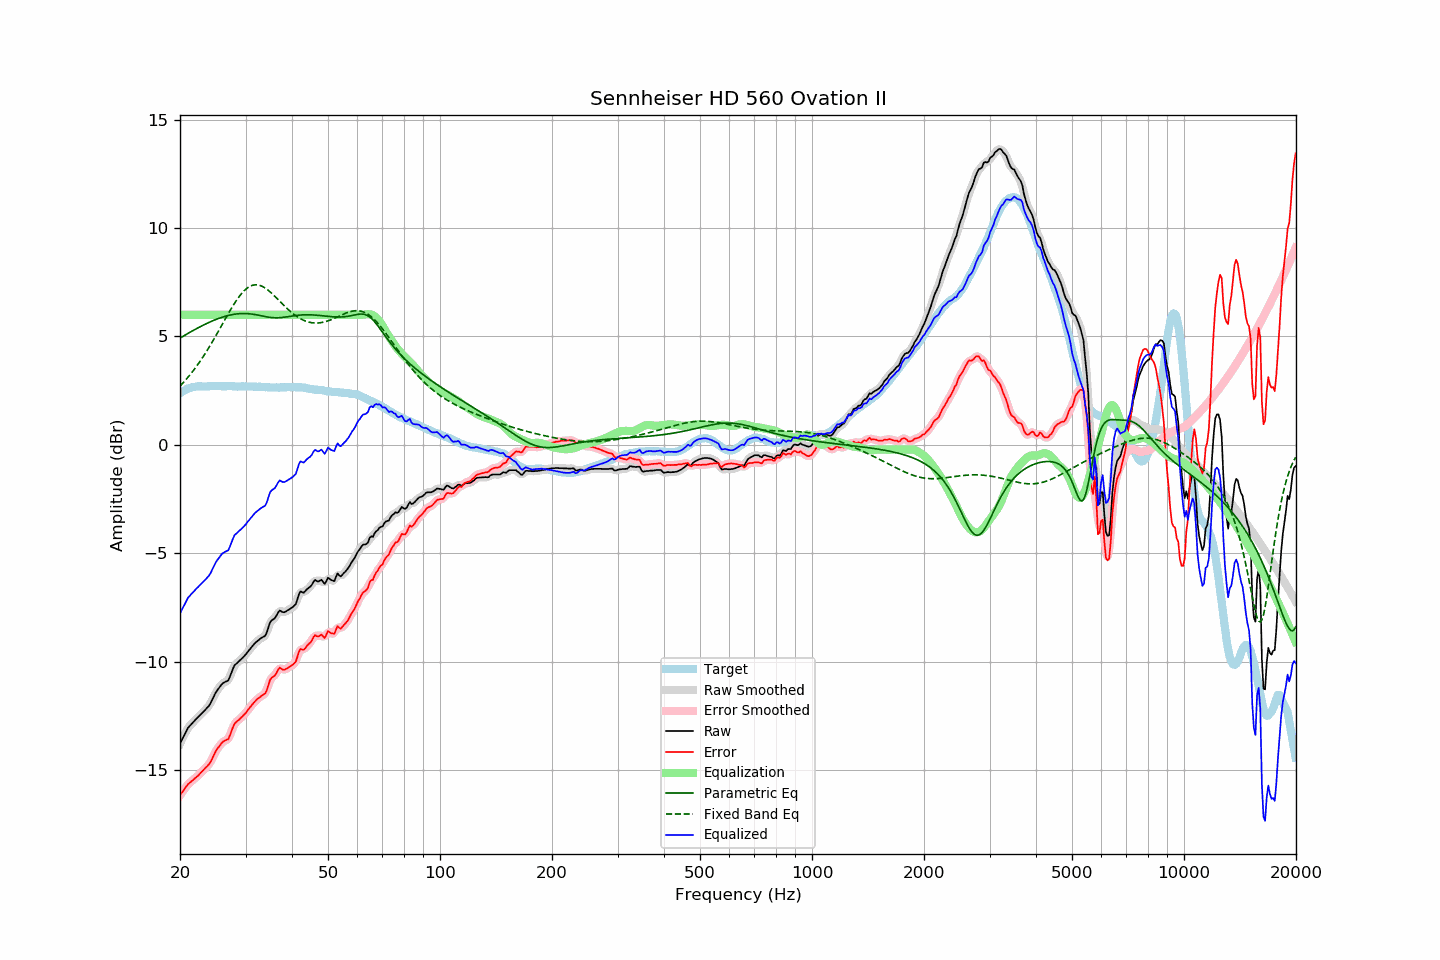 Sennheiser HD 560 Ovation II
15
10
5
0
−5
−10
−15
Amplitude (dBr)
Target
Raw Smoothed
Error Smoothed
Raw
Error
Equalization
Parametric Eq
Fixed Band Eq
Equalized
20 50 100 200 500 1000 2000 5000 10000 20000
Frequency (Hz)